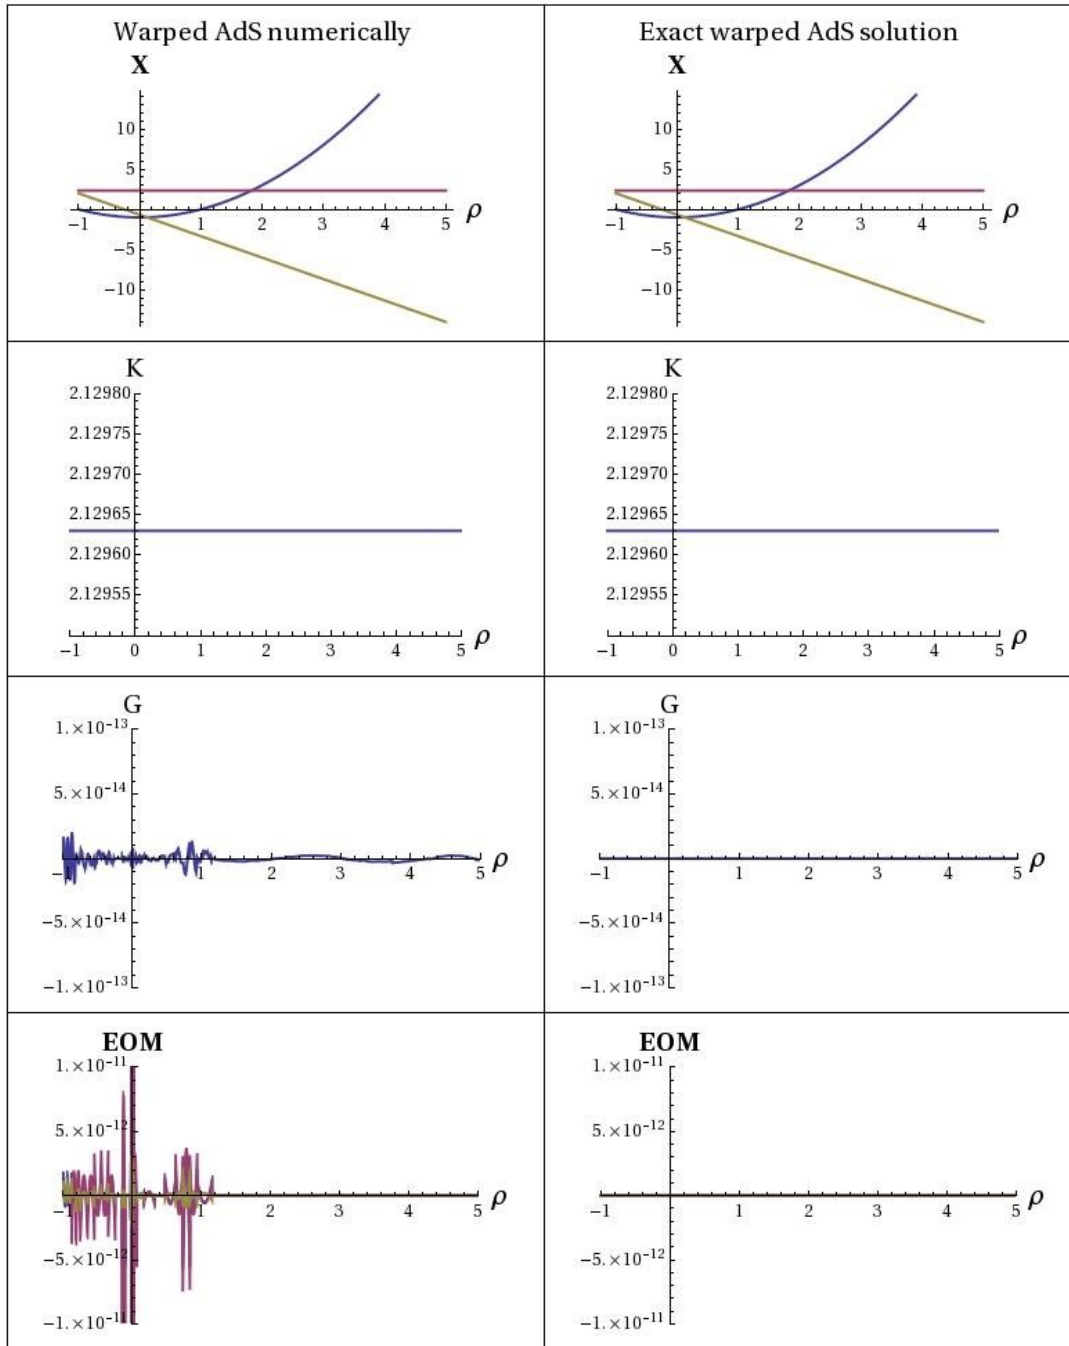 Warped AdS numerically
X
10
5
−1 1 2 3 4 5 ρ
−5
−10
Exact warped AdS solution
X
10
5
−1 1 2 3 4 5 ρ
−5
−10
K
2.12980
2.12975
2.12970
2.12965
2.12960
2.12955
−1 0 1 2 3 4 5 ρ
K
2.12980
2.12975
2.12970
2.12965
2.12960
2.12955
−1 0 1 2 3 4 5 ρ
G
1.×10⁻¹³
5.×10⁻¹⁴
−1 1 2 3 4 5 ρ
−5.×10⁻¹⁴
−1.×10⁻¹³
G
1.×10⁻¹³
5.×10⁻¹⁴
−1 1 2 3 4 5 ρ
−5.×10⁻¹⁴
−1.×10⁻¹³
EOM
1.×10⁻¹¹
5.×10⁻¹²
−1 1 2 3 4 5 ρ
−5.×10⁻¹²
−1.×10⁻¹¹
EOM
1.×10⁻¹¹
5.×10⁻¹²
−1 1 2 3 4 5 ρ
−5.×10⁻¹²
−1.×10⁻¹¹